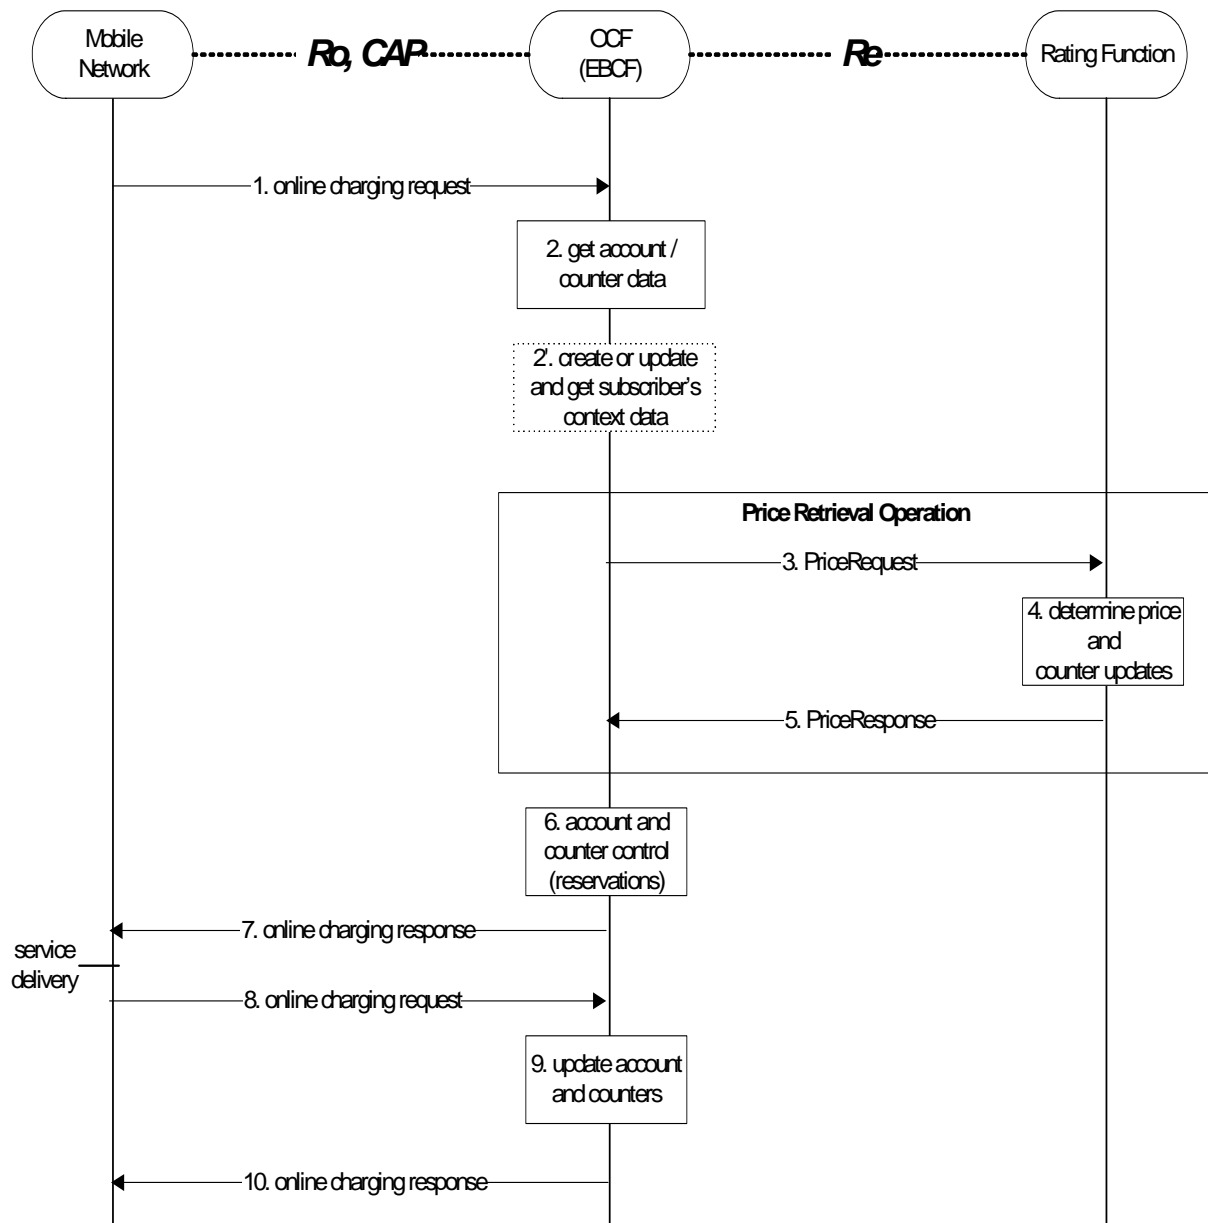 Mobile
Network
Ro, CAP
OCF
(EBCF)
Re
Rating Function
1. online charging request
2. get account /
counter data
2'. create or update
and get subscriber's
context data
Price Retrieval Operation
3. PriceRequest
4. determine price
and
counter updates
5. PriceResponse
6. account and
counter control
(reservations)
7. online charging response
service
delivery
8. online charging request
9. update account
and counters
10. online charging response